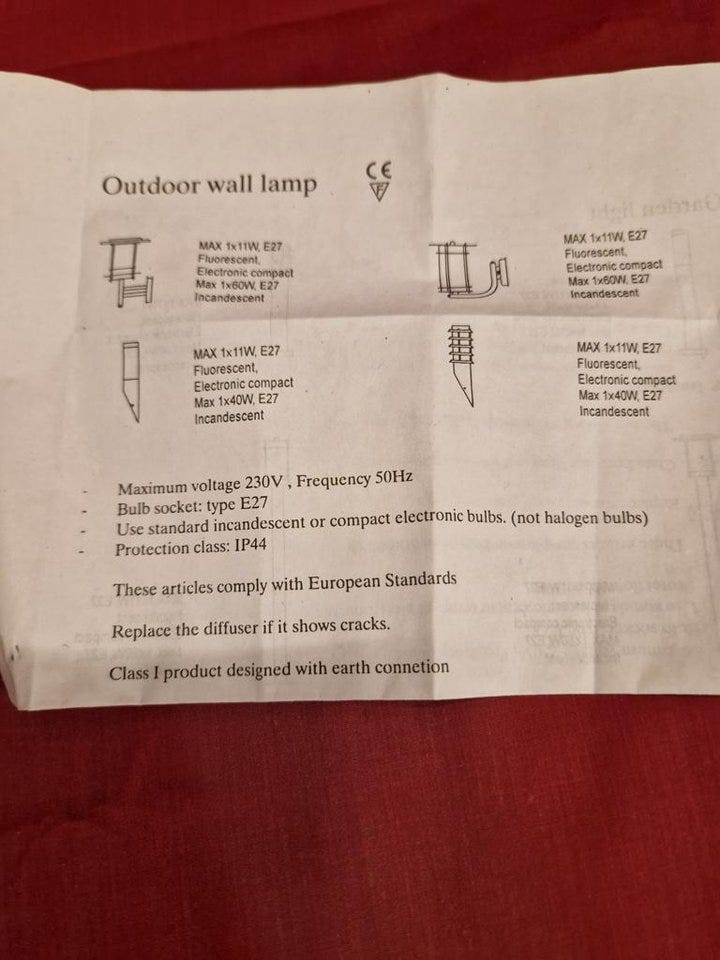 Outdoor wall lamp
CE
F
MAX 1x11W, E27
Fluorescent,
Electronic compact
Max 1x60W, E27
Incandescent
MAX 1x11W, E27
Fluorescent,
Electronic compact
Max 1x60W, E27
Incandescent
MAX 1x11W, E27
Fluorescent,
Electronic compact
Max 1x40W, E27
Incandescent
MAX 1x11W, E27
Fluorescent,
Electronic compact
Max 1x40W, E27
Incandescent
- Maximum voltage 230V , Frequency 50Hz
- Bulb socket: type E27
- Use standard incandescent or compact electronic bulbs. (not halogen bulbs)
- Protection class: IP44
These articles comply with European Standards
Replace the diffuser if it shows cracks.
Class I product designed with earth connetion
Garden light